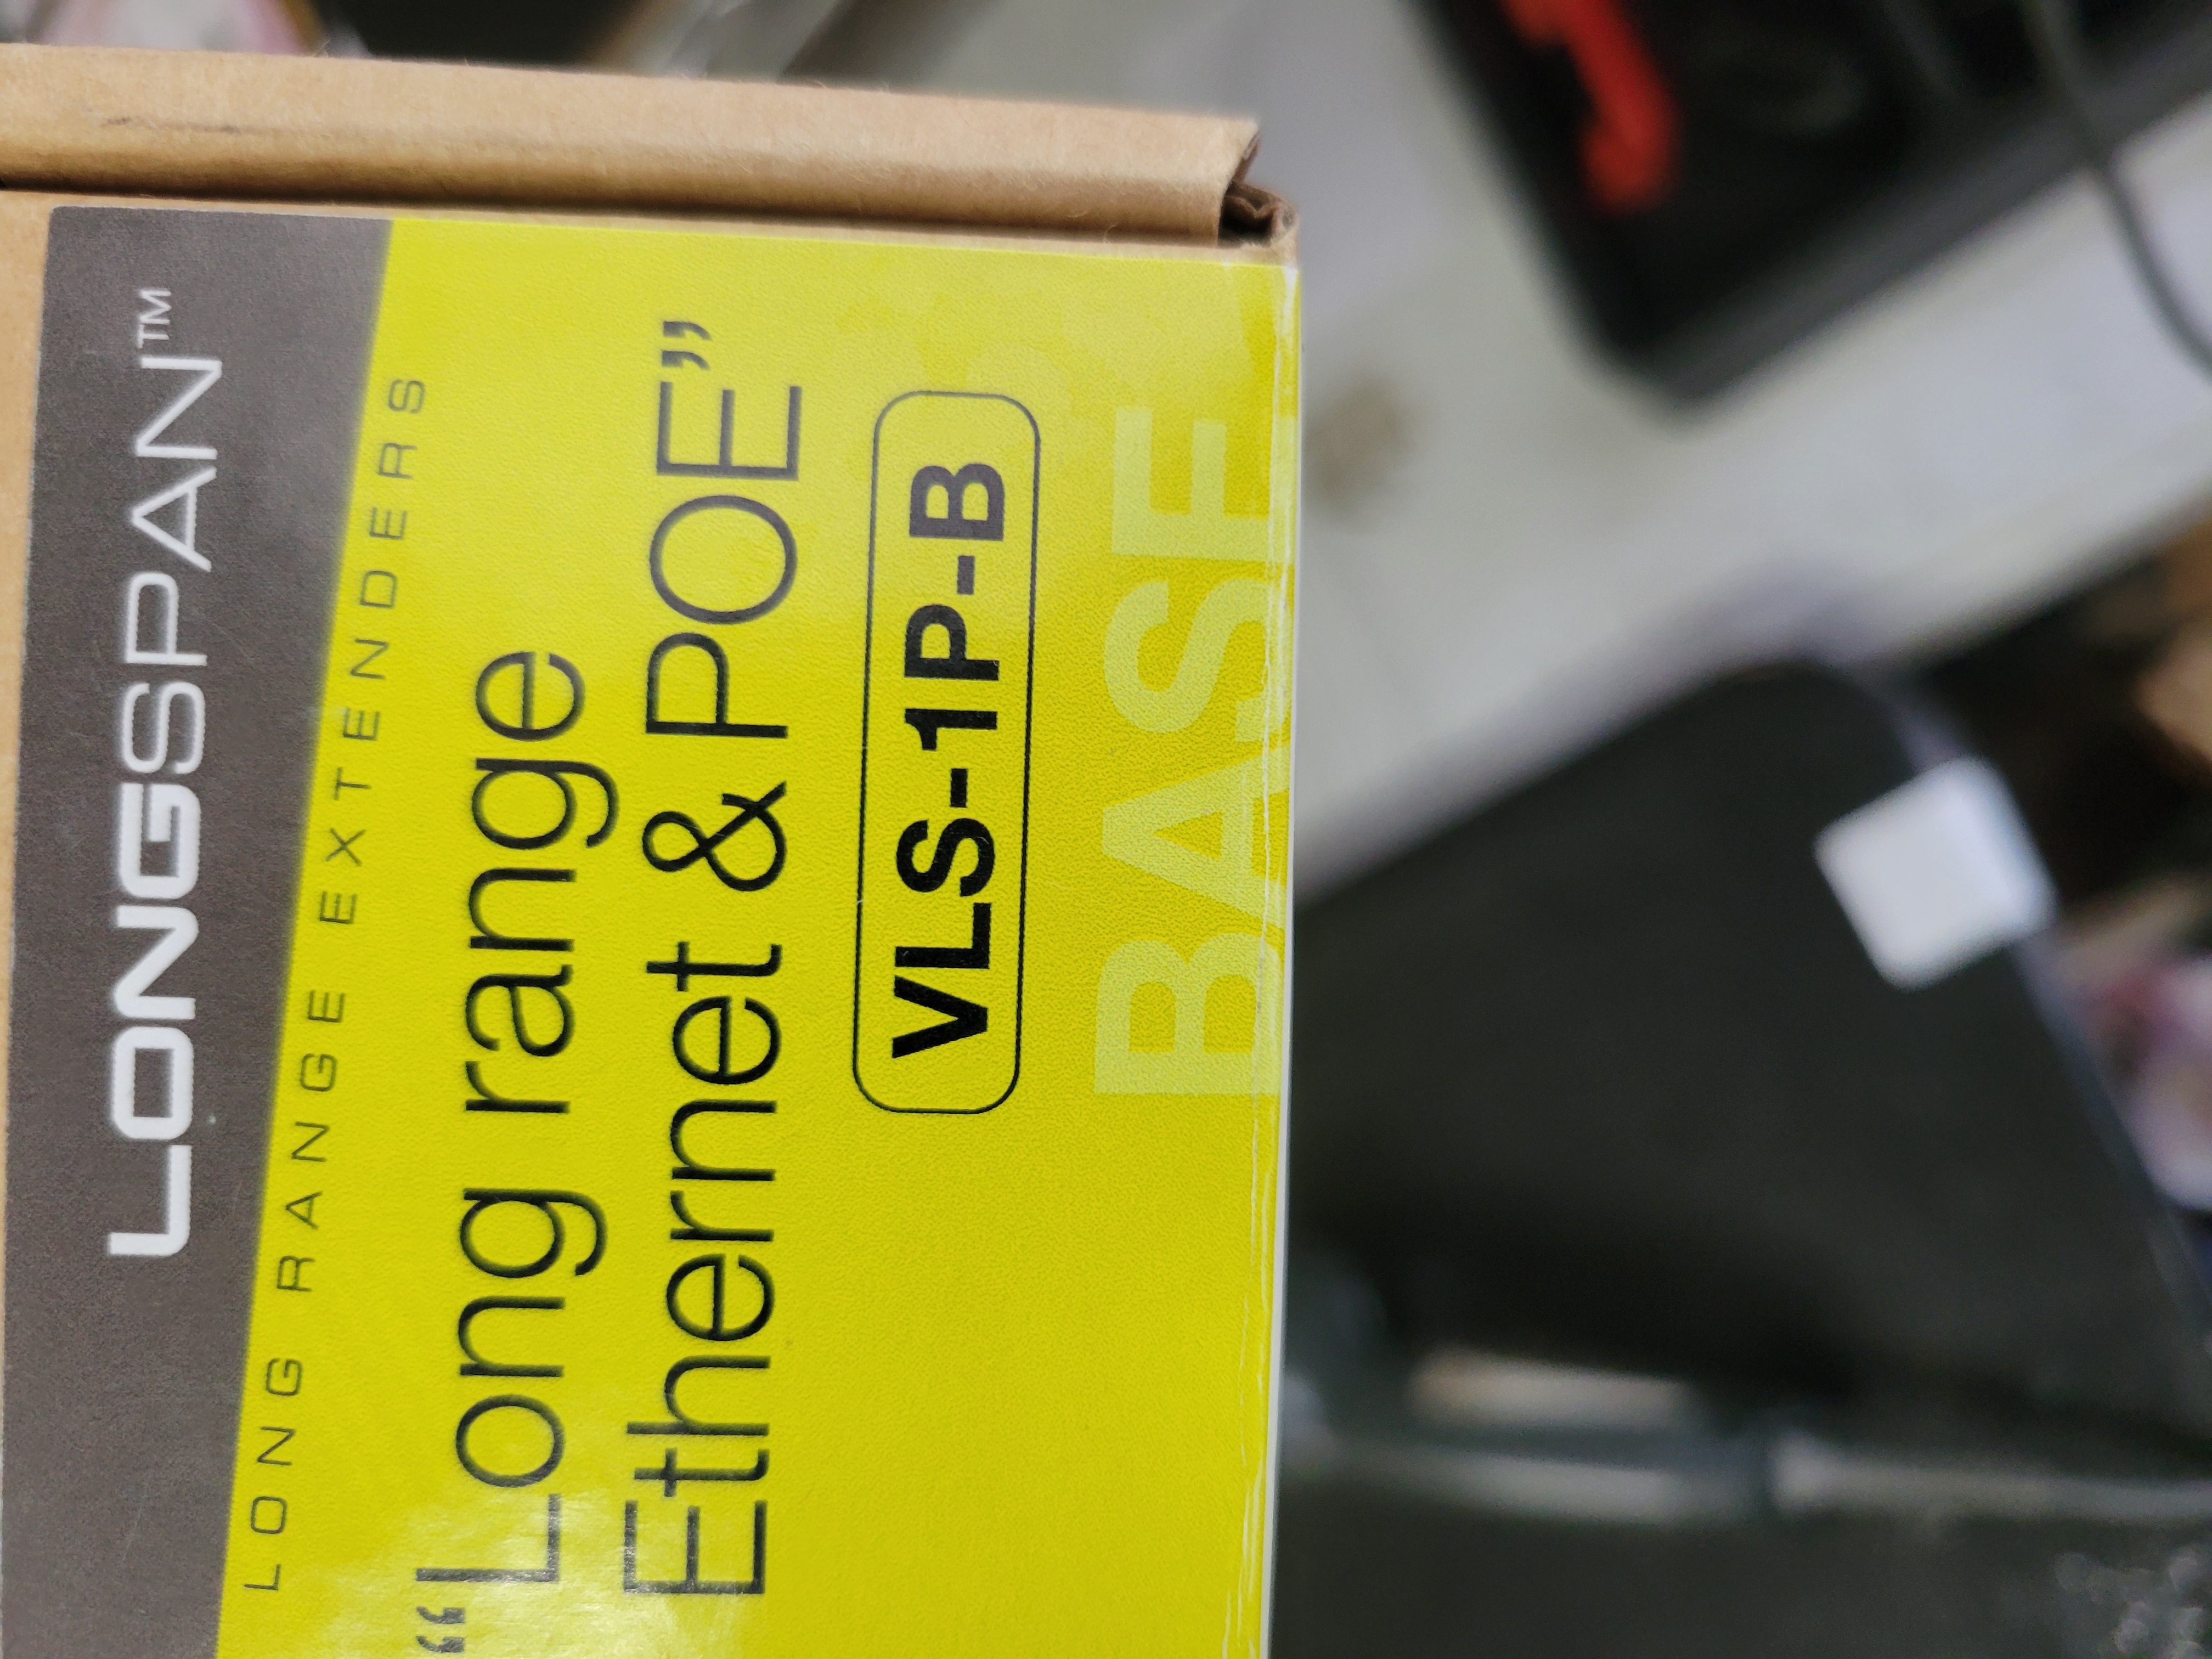 LONGSPAN™
LONG RANGE EXTENDERS
“Long range
Ethernet & POE”
VLS-1P-B
BASE